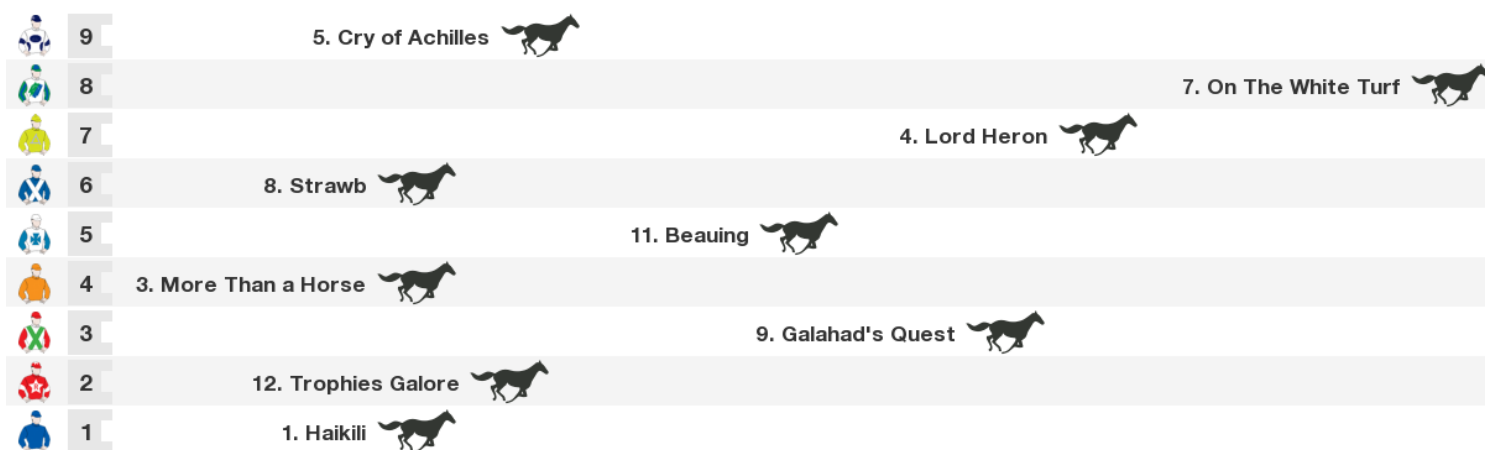 9 5. Cry of Achilles
8 7. On The White Turf
7 4. Lord Heron
6 8. Strawb
5 11. Beauing
4 3. More Than a Horse
3 9. Galahad's Quest
2 12. Trophies Galore
1 1. Haikili